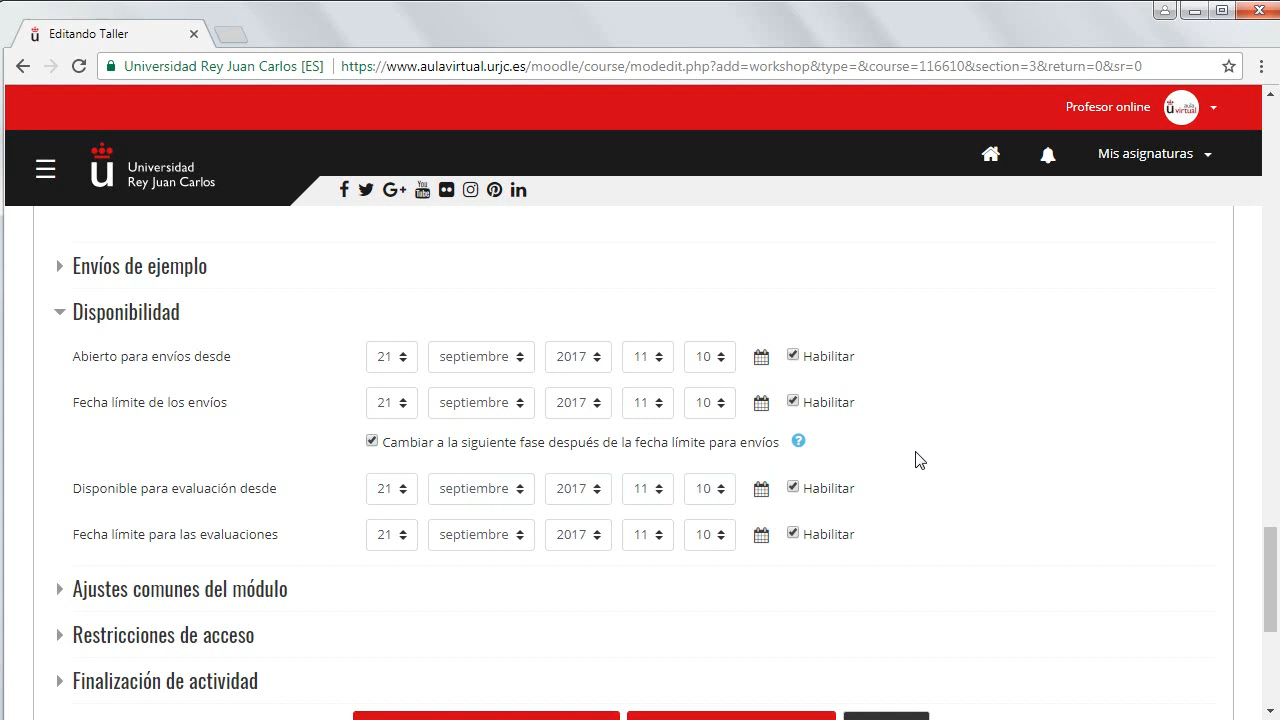 Editando Taller
Universidad Rey Juan Carlos [ES] https://www.aulavirtual.urjc.es/moodle/course/modedit.php?add=workshop&type=&course=116610&section=3&return=0&sr=0
Profesor online
aula virtual
Universidad
Rey Juan Carlos
Mis asignaturas
You Tube
Envíos de ejemplo
Disponibilidad
Abierto para envíos desde 21 septiembre 2017 11 10 Habilitar
Fecha límite de los envíos 21 septiembre 2017 11 10 Habilitar
Cambiar a la siguiente fase después de la fecha límite para envíos ?
Disponible para evaluación desde 21 septiembre 2017 11 10 Habilitar
Fecha límite para las evaluaciones 21 septiembre 2017 11 10 Habilitar
Ajustes comunes del módulo
Restricciones de acceso
Finalización de actividad